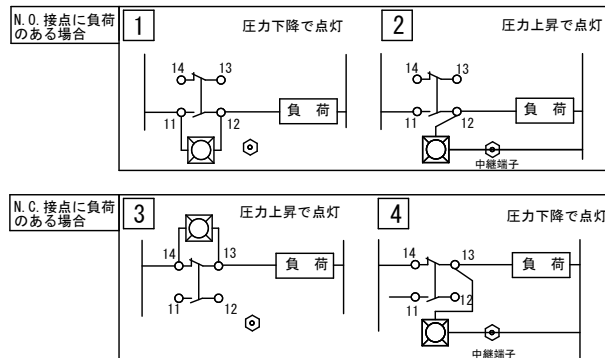 N.O.接点に負荷
のある場合
1
圧力下降で点灯
14
13
11
12
負 荷
2
圧力上昇で点灯
14
13
11
12
負 荷
中継端子
N.C.接点に負荷
のある場合
3
圧力上昇で点灯
14
13
負 荷
11
12
4
圧力下降で点灯
14
13
負 荷
11
12
中継端子